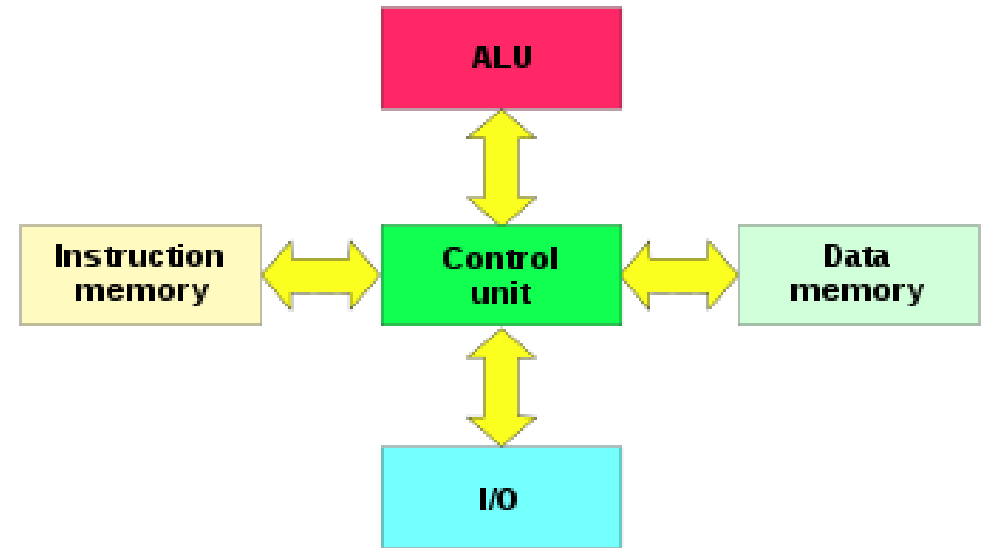 ALU
Instruction
memory
Control
unit
Data
memory
I/O